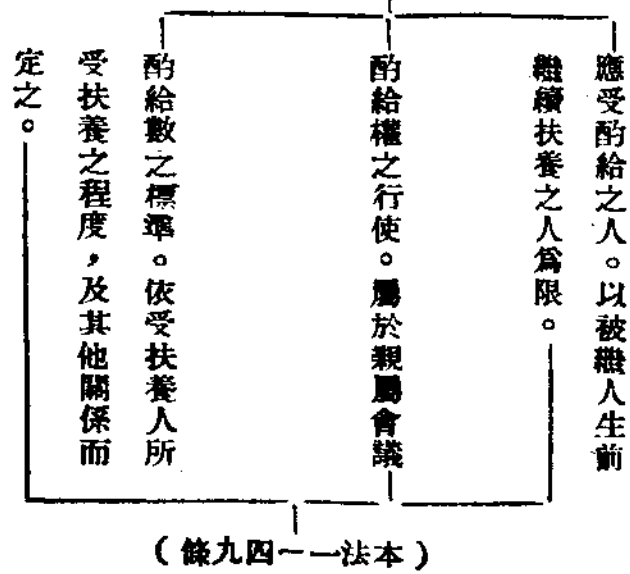 應受酌給之人。以被繼人生前
繼續扶養之人爲限。
酌給權之行使。屬於親屬會議
酌給數之標準。依受扶養人所
受扶養之程度，及其他關係而
定之。
（條九四一一法本）